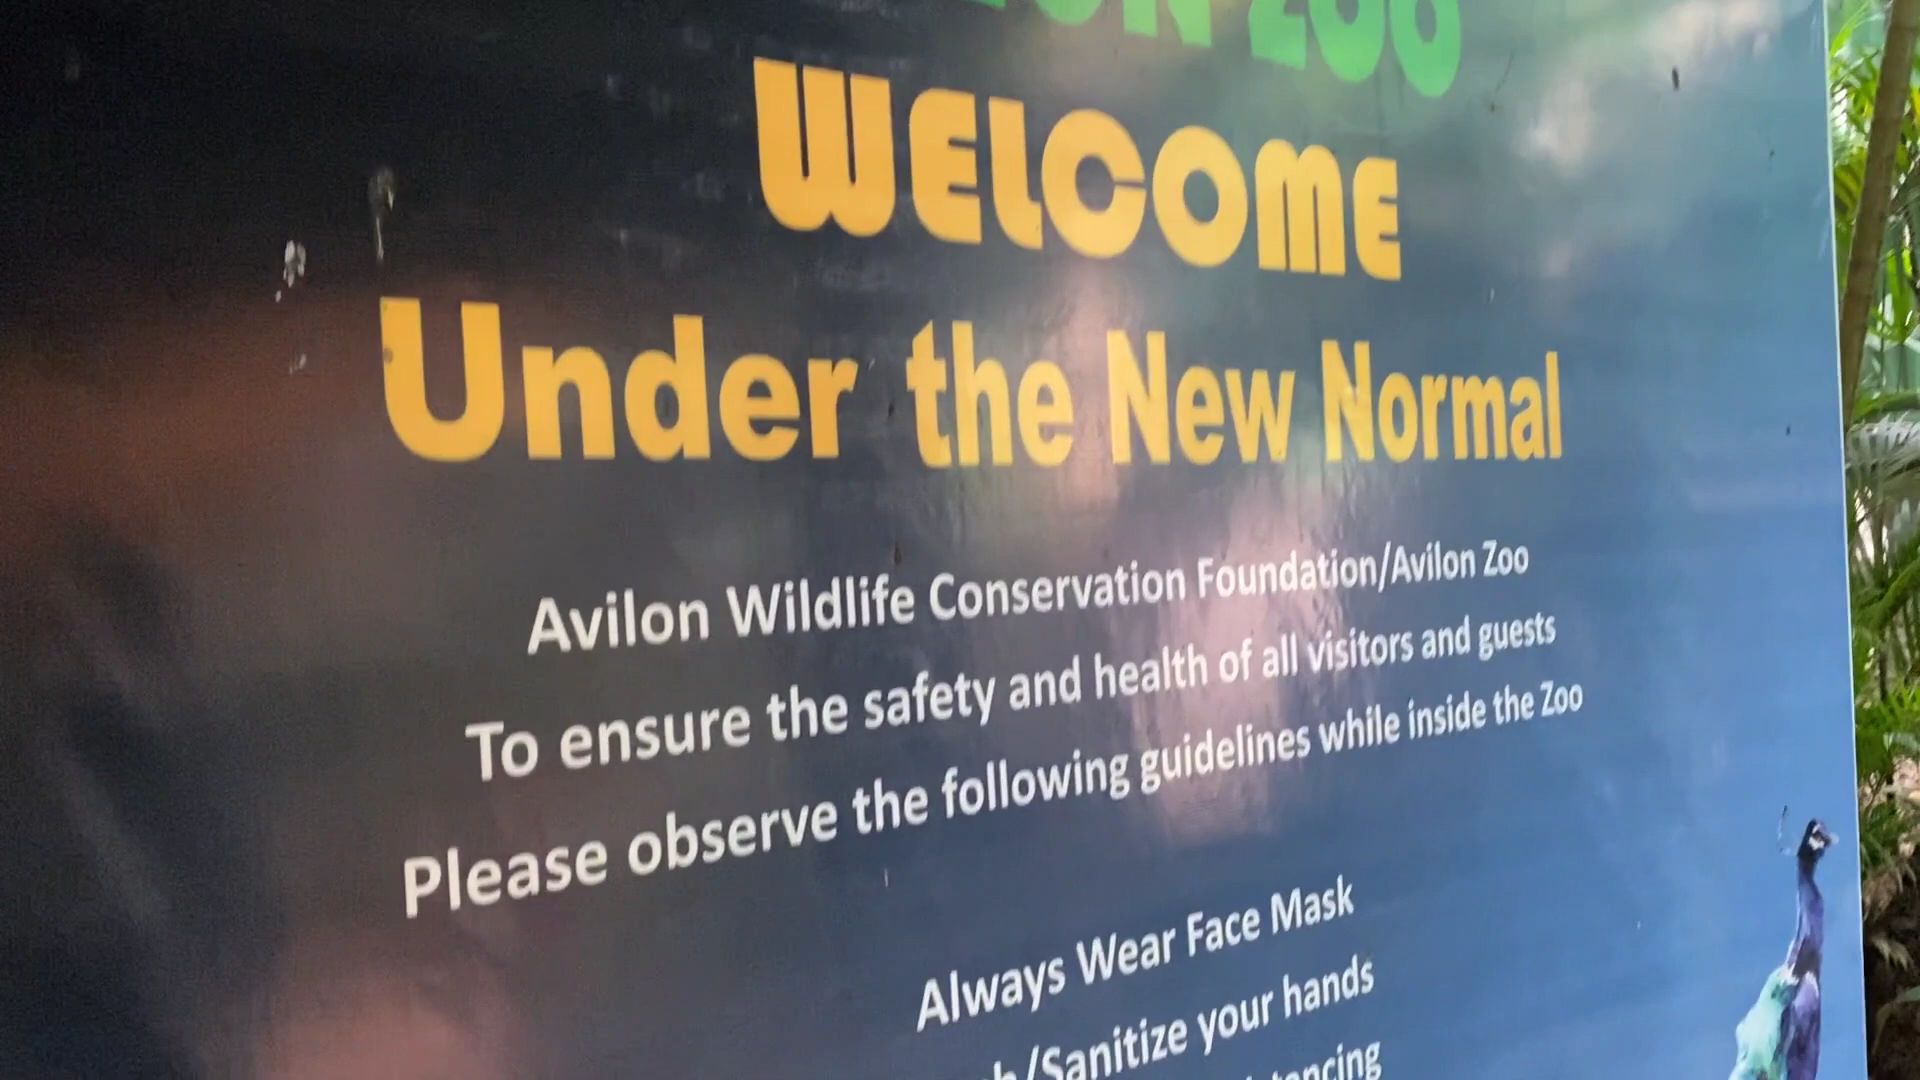 ZOO
WELCOME
Under the New Normal
Avilon Wildlife Conservation Foundation/Avilon Zoo
To ensure the safety and health of all visitors and guests
Please observe the following guidelines while inside the Zoo
Always Wear Face Mask
/Sanitize your hands